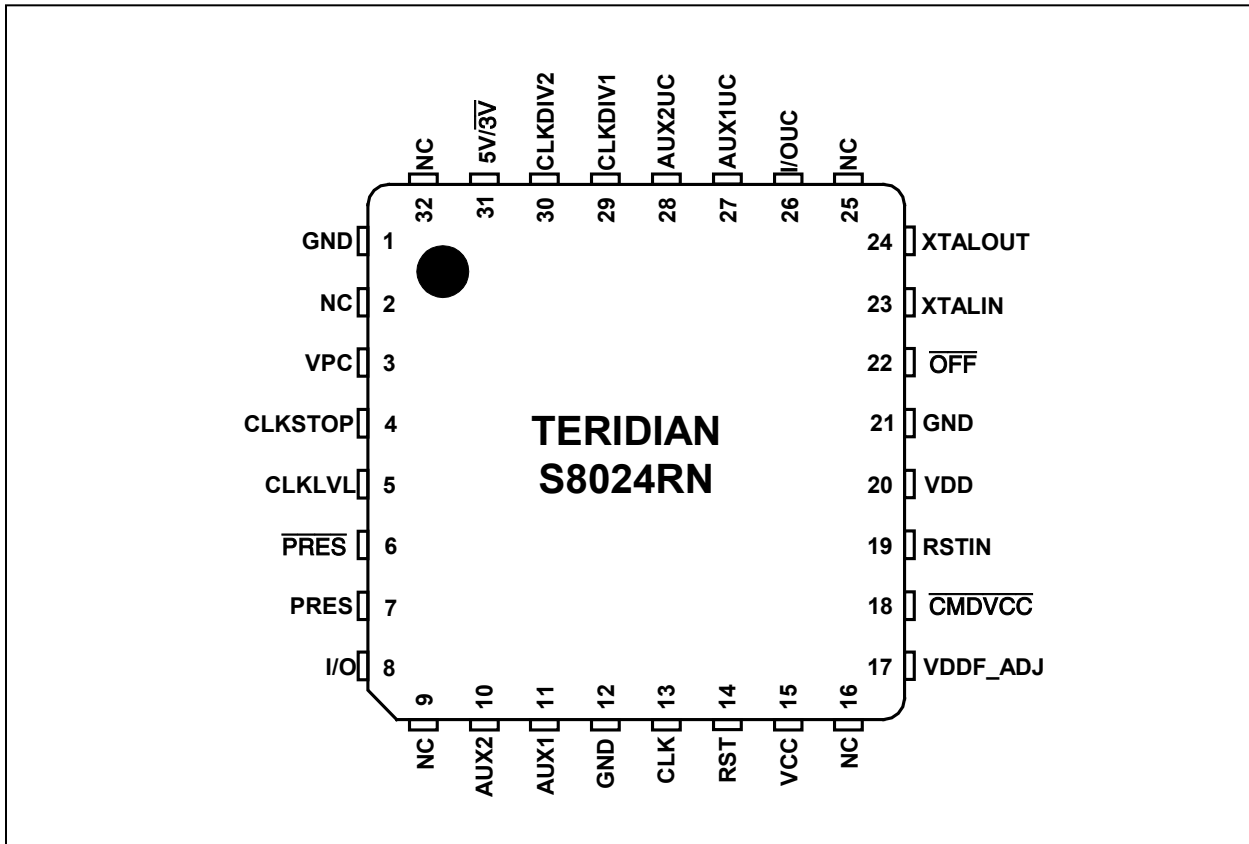 NC
5V/3V̅
CLKDIV2
CLKDIV1
AUX2UC
AUX1UC
I/OUC
NC
32
31
30
29
28
27
26
25
GND 1
NC 2
VPC 3
CLKSTOP 4
CLKLVL 5
P̅R̅E̅S̅ 6
PRES 7
I/O 8
TERIDIAN
S8024RN
24 XTALOUT
23 XTALIN
22 O̅F̅F̅
21 GND
20 VDD
19 RSTIN
18 C̅M̅D̅V̅C̅C̅
17 VDDF_ADJ
9
10
11
12
13
14
15
16
NC
AUX2
AUX1
GND
CLK
RST
VCC
NC